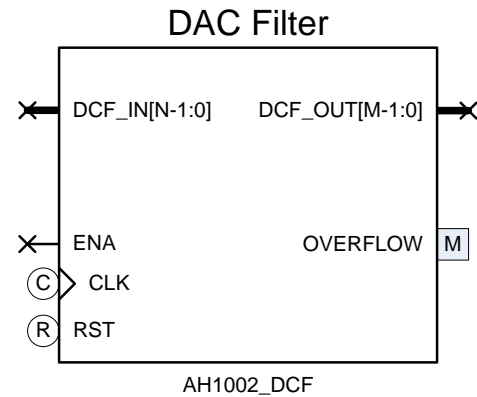 DAC Filter
DCF_IN[N-1:0] DCF_OUT[M-1:0]
ENA OVERFLOW M
C CLK
R RST
AH1002_DCF